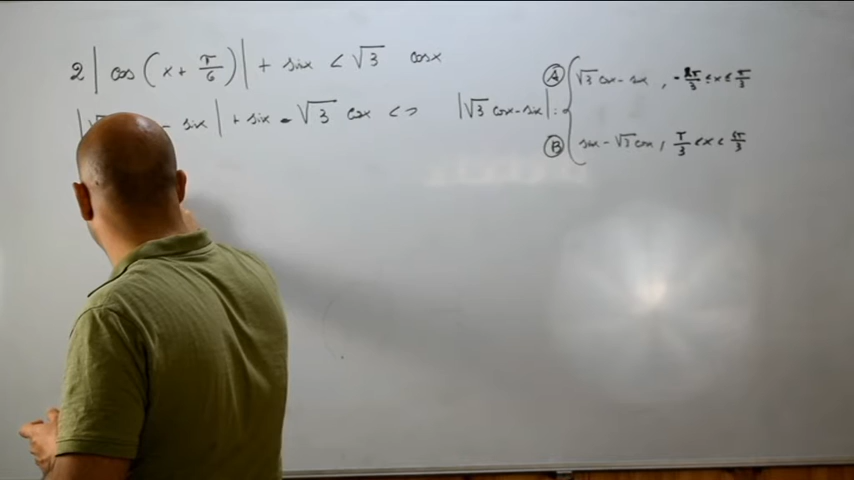 2 | cos (x + π/6) | + sin x < √3 cos x
| √3 - sin x | + sin x - √3 cos x < 0
| √3 cos x - sin x | = {
A √3 cos x - sin x , -2π/3 ≤ x ≤ π/3
B sin x - √3 cos x , π/3 < x <